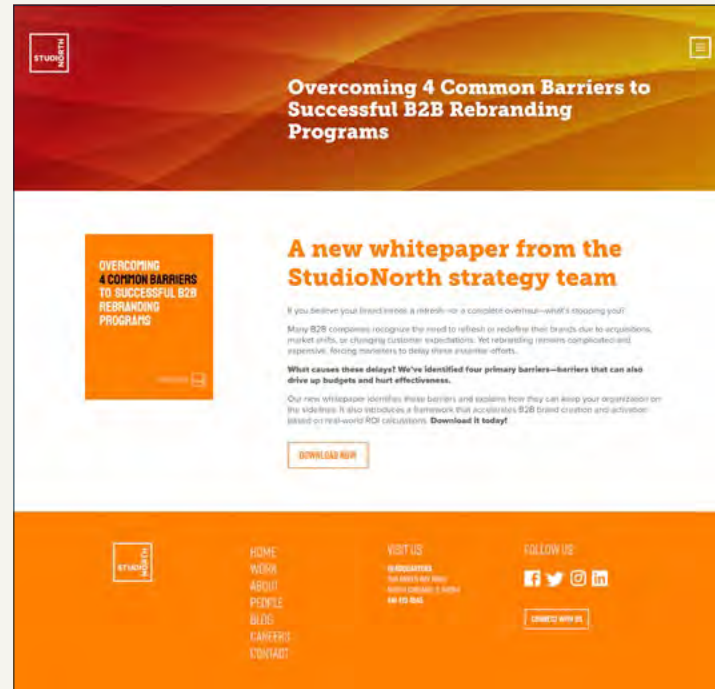 STUDIO NORTH
Overcoming 4 Common Barriers to
Successful B2B Rebranding
Programs
OVERCOMING
4 COMMON BARRIERS
TO SUCCESSFUL B2B
REBRANDING
PROGRAMS
A new whitepaper from the
StudioNorth strategy team
If you believe your brand needs a refresh—or a complete overhaul—what's stopping you?
Many B2B companies recognize the need to refresh or redefine their brands due to acquisitions,
market shifts, or changing customer expectations. Yet rebranding remains complicated and
expensive, forcing marketers to delay these essential efforts.
What causes these delays? We've identified four primary barriers—barriers that can also
drive up budgets and hurt effectiveness.
Our new whitepaper identifies these barriers and explains how they can keep your organization on
the sidelines. It also introduces a framework that accelerates B2B brand creation and activation
based on real-world ROI calculations. Download it today!
DOWNLOAD NOW
STUDIO NORTH
HOME
WORK
ABOUT
PEOPLE
BLOG
CAREERS
CONTACT
VISIT US
HEADQUARTERS
FOLLOW US
CONNECT WITH US